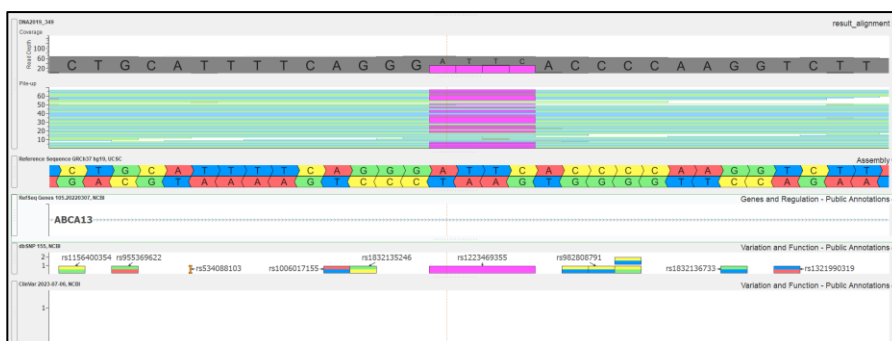 DNA2019_349
result_alignment
Coverage
Read Depth
100
60
20
C T G C A T T T T C A G G G A T T C A C C C C A A G G T C T T
Pile-up
60
50
40
30
20
10
Reference Sequence GRCh37 hg19, UCSC
Assembly
C T G C A T T T T C A G G G A T T C A C C C C A A G G T C T T
G A C G T A A A A G T C C C T A A G T G G G G T T C C A G A A
RefSeq Genes 105.20220307, NCBI
Genes and Regulation - Public Annotations
ABCA13
dbSNP 155, NCBI
Variation and Function - Public Annotations
2
1
rs1156400354 rs955369622 rs1832135246 rs1223469355 rs982808791
rs534088103 rs1006017155 rs1832136733 rs1321990319
ClinVar 2023-07-06, NCBI
Variation and Function - Public Annotations
1